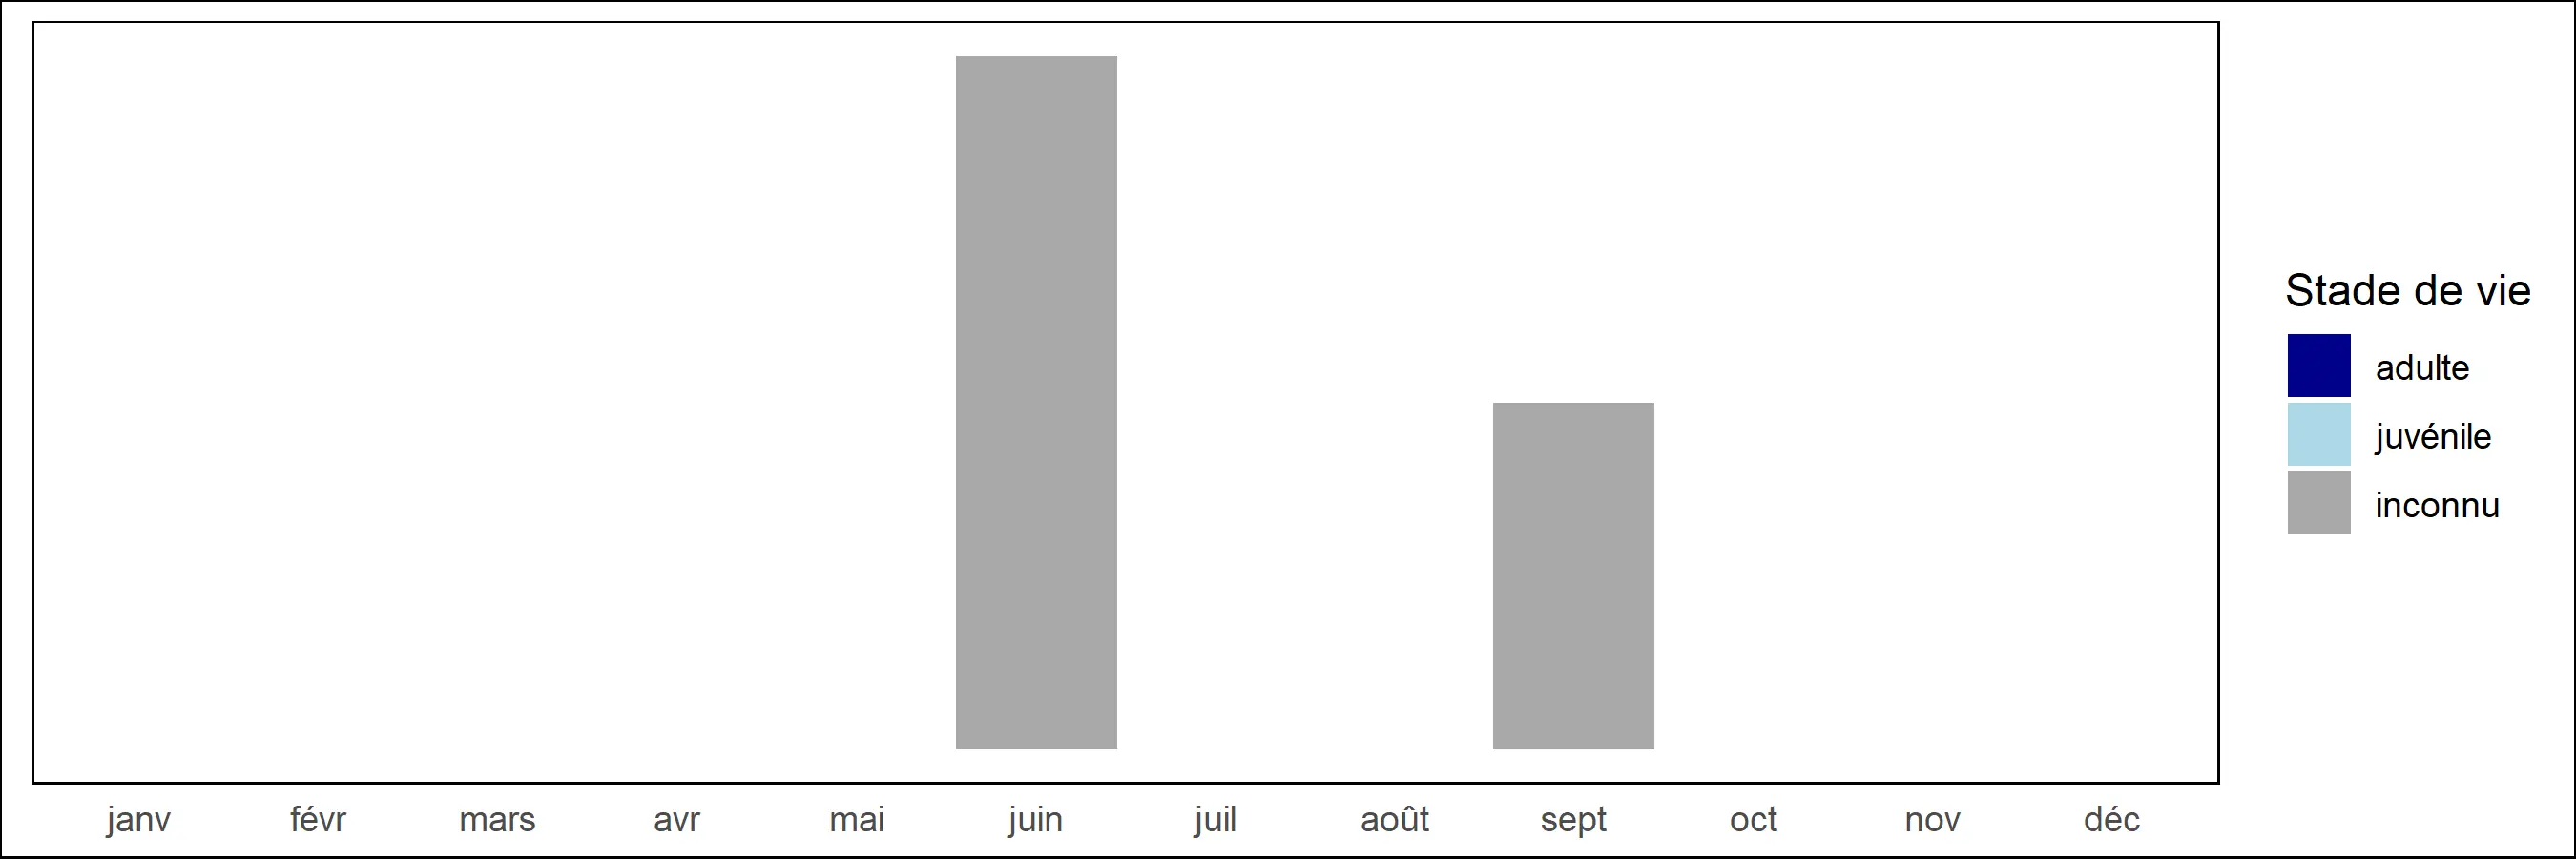 Stade de vie
adulte
juvénile
inconnu
janv févr mars avr mai juin juil août sept oct nov déc